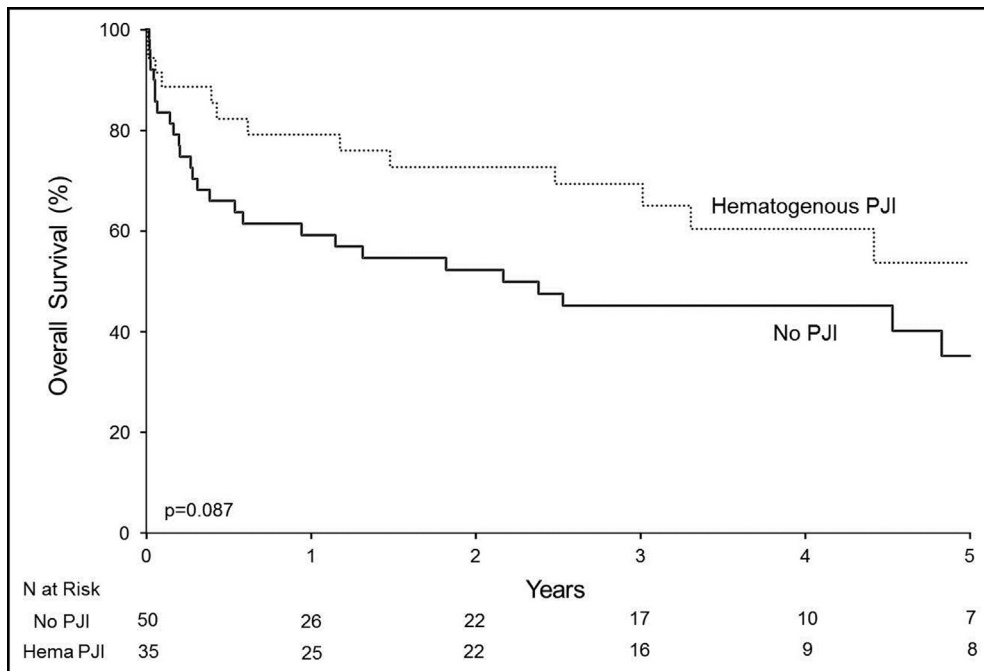 100
80
60
40
20
0
Overall Survival (%)
Hematogenous PJI
No PJI
p=0.087
0 1 2 3 4 5
Years
N at Risk
No PJI 50 26 22 17 10 7
Hema PJI 35 25 22 16 9 8